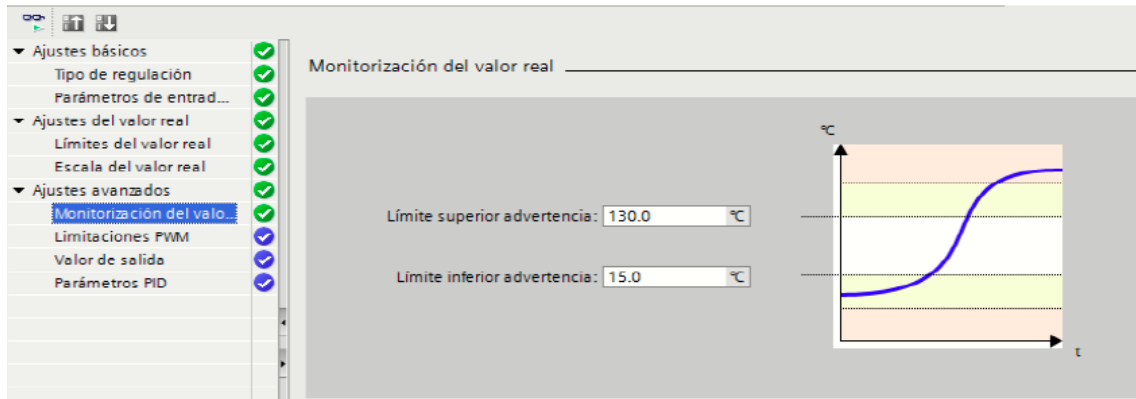 Ajustes básicos
Tipo de regulación
Parámetros de entrad...
Ajustes del valor real
Límites del valor real
Escala del valor real
Ajustes avanzados
Monitorización del valo...
Limitaciones PWM
Valor de salida
Parámetros PID
Monitorización del valor real
Límite superior advertencia: 130.0 °C
Límite inferior advertencia: 15.0 °C
°C
t